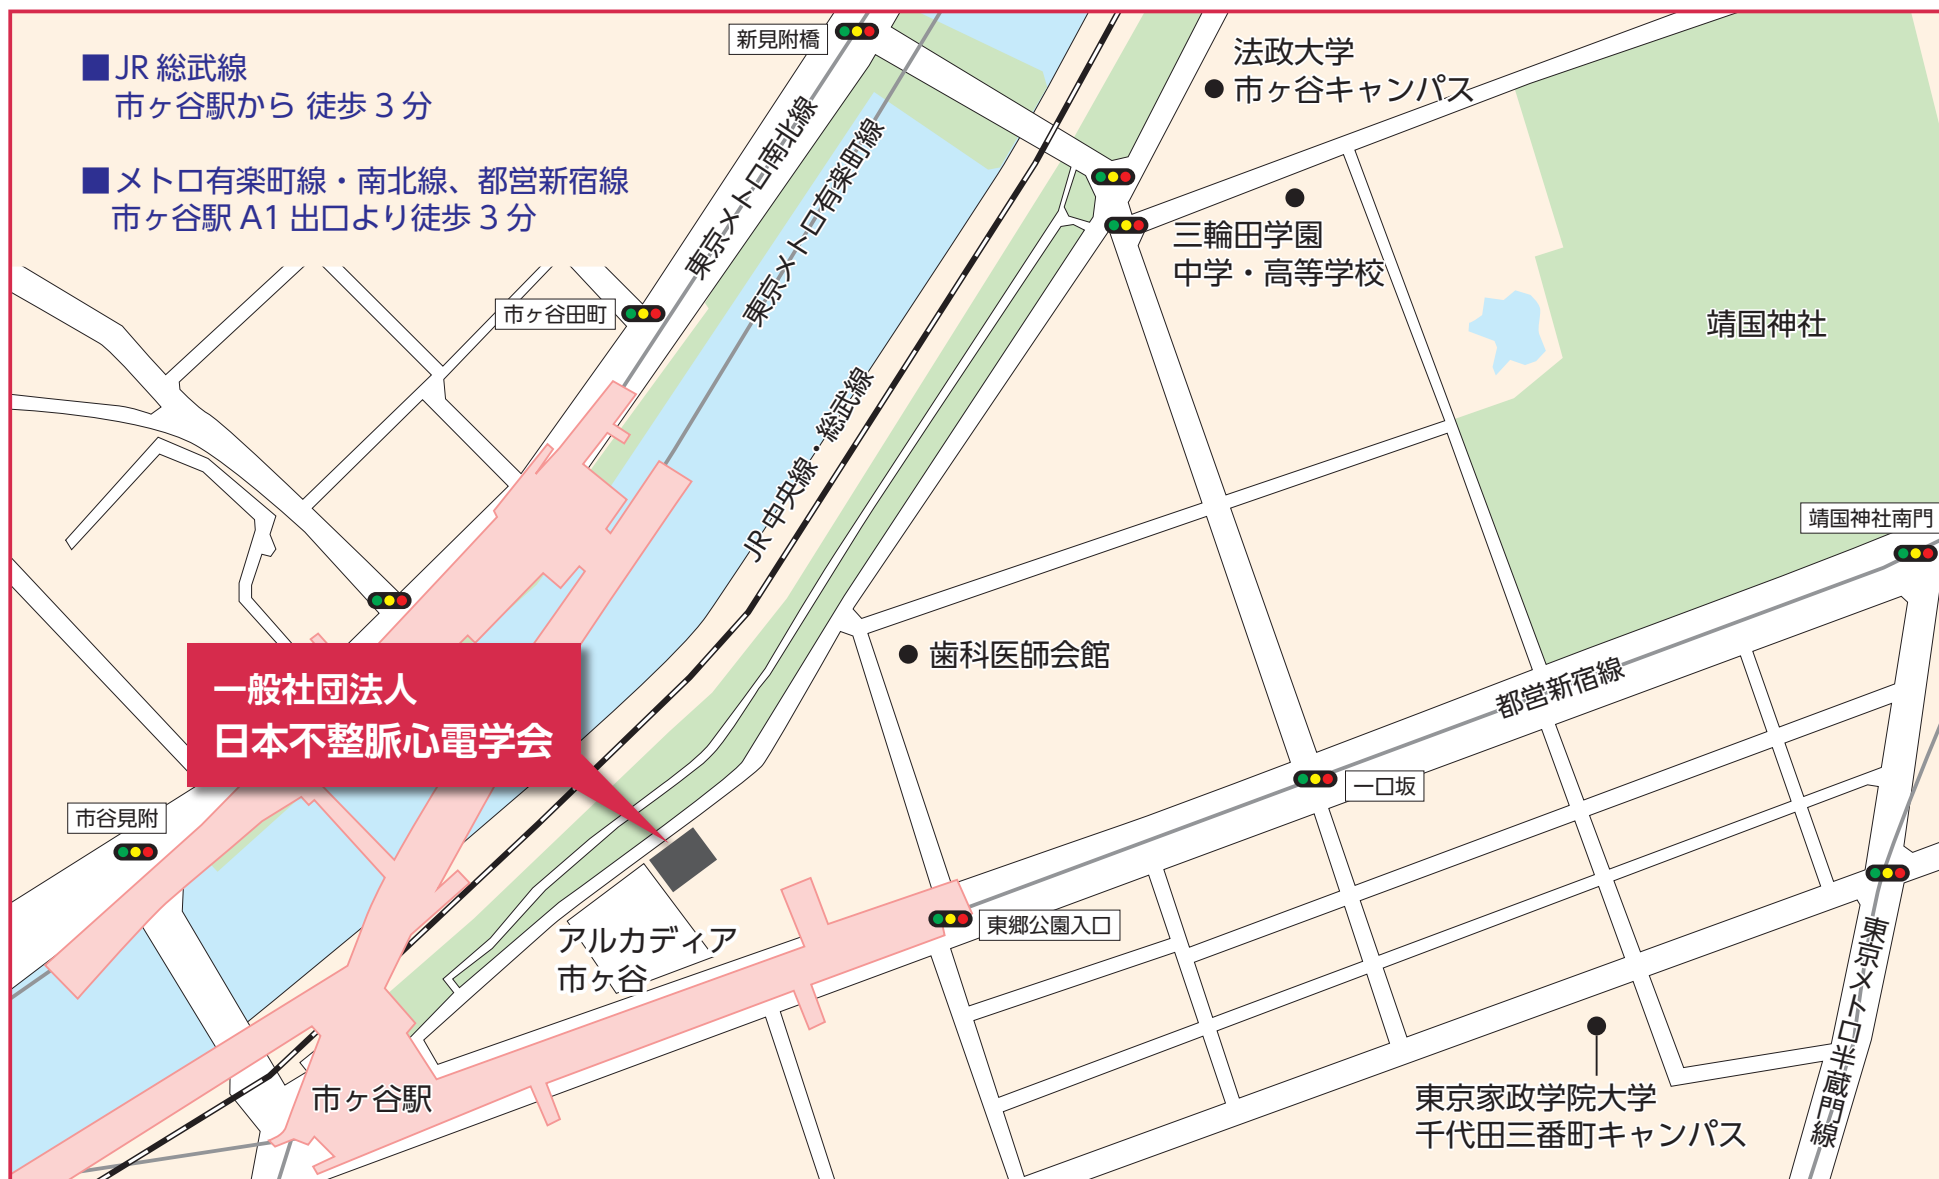 ■ JR 総武線
市ヶ谷駅から 徒歩 3 分
■ メトロ有楽町線・南北線、都営新宿線
市ヶ谷駅 A1 出口より徒歩 3 分
新見附橋
法政大学
市ヶ谷キャンパス
東京メトロ南北線
東京メトロ有楽町線
三輪田学園
中学・高等学校
市ヶ谷田町
靖国神社
JR 中央線・総武線
靖国神社南門
歯科医師会館
一般社団法人
日本不整脈心電学会
都営新宿線
一口坂
市谷見附
東郷公園入口
アルカディア
市ヶ谷
東京メトロ半蔵門線
市ヶ谷駅
東京家政学院大学
千代田三番町キャンパス